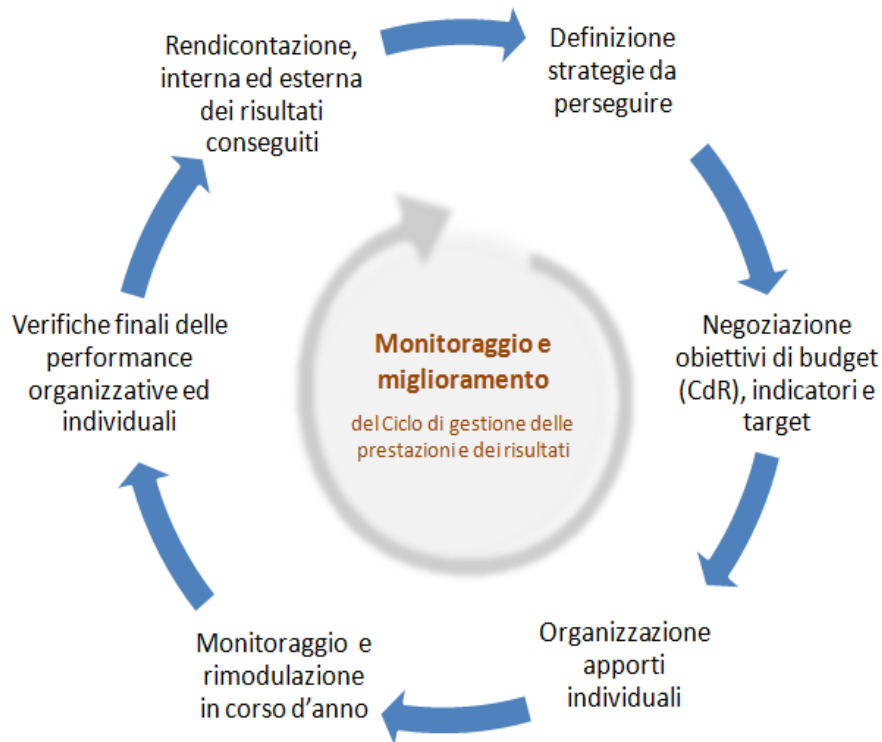 Definizione
strategie da
perseguire
Negoziazione
obiettivi di budget
(CdR), indicatori e
target
Organizzazione
apporti
individuali
Monitoraggio e
rimodulazione
in corso d’anno
Verifiche finali delle
performance
organizzative ed
individuali
Rendicontazione,
interna ed esterna
dei risultati
conseguiti
Monitoraggio e
miglioramento
del Ciclo di gestione delle
prestazioni e dei risultati